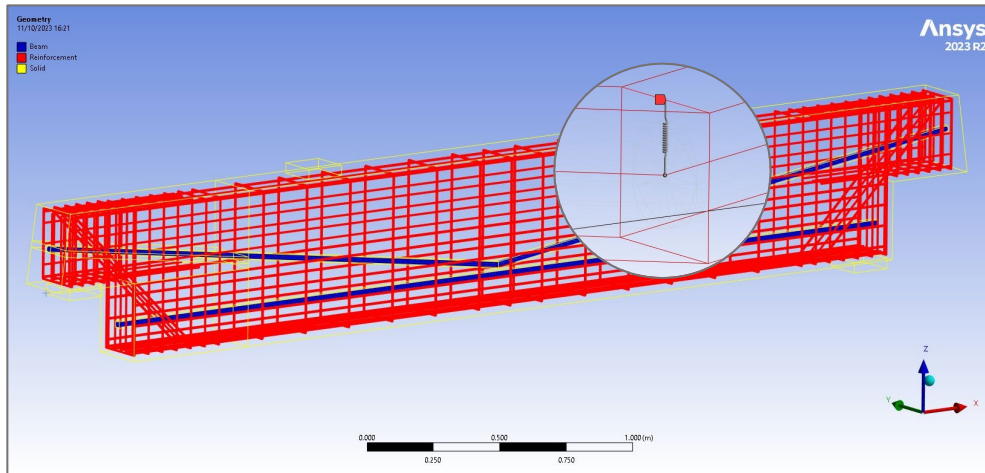 Geometry
11/10/2023 16:21
Beam
Reinforcement
Solid
Ansys
2023 R2
Z
Y
X
0.000 0.500 1.000 (m)
0.250 0.750